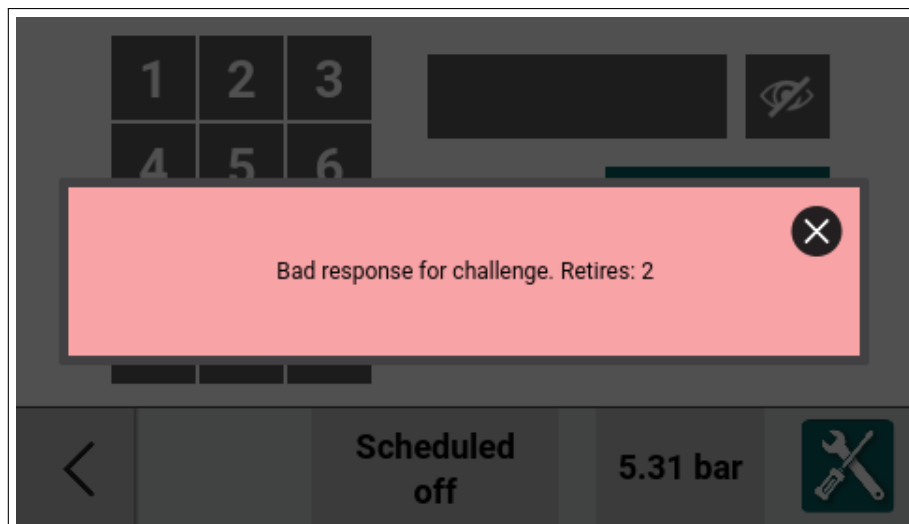 1 2 3
4 5 6
Bad response for challenge. Retires: 2
Scheduled
off
5.31 bar